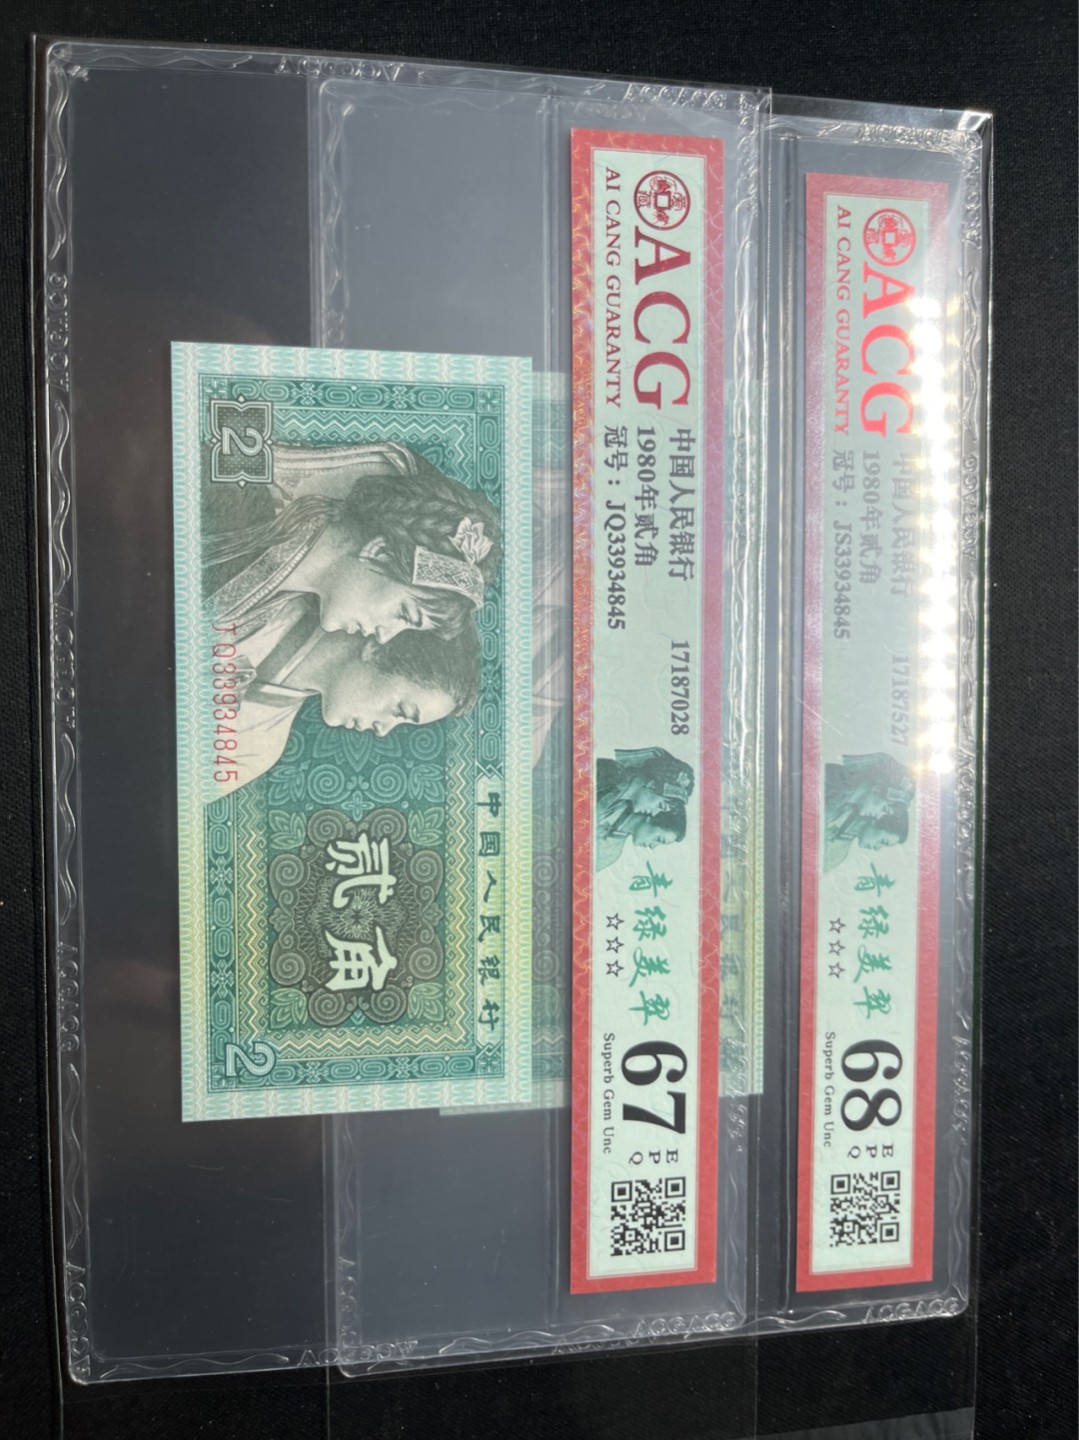 ACG
AI CANG GUARANTY
中国人民银行 17187527
1980年贰角
冠号：JS33934845
青绿美翠
☆☆☆
68
EPQ
Superb Gem Unc
ACG
AI CANG GUARANTY
中国人民银行 17187028
1980年贰角
冠号：JQ33934845
青绿美翠
☆☆☆
67
EPQ
Superb Gem Unc
中国人民银行
贰角
2
2
JQ33934845